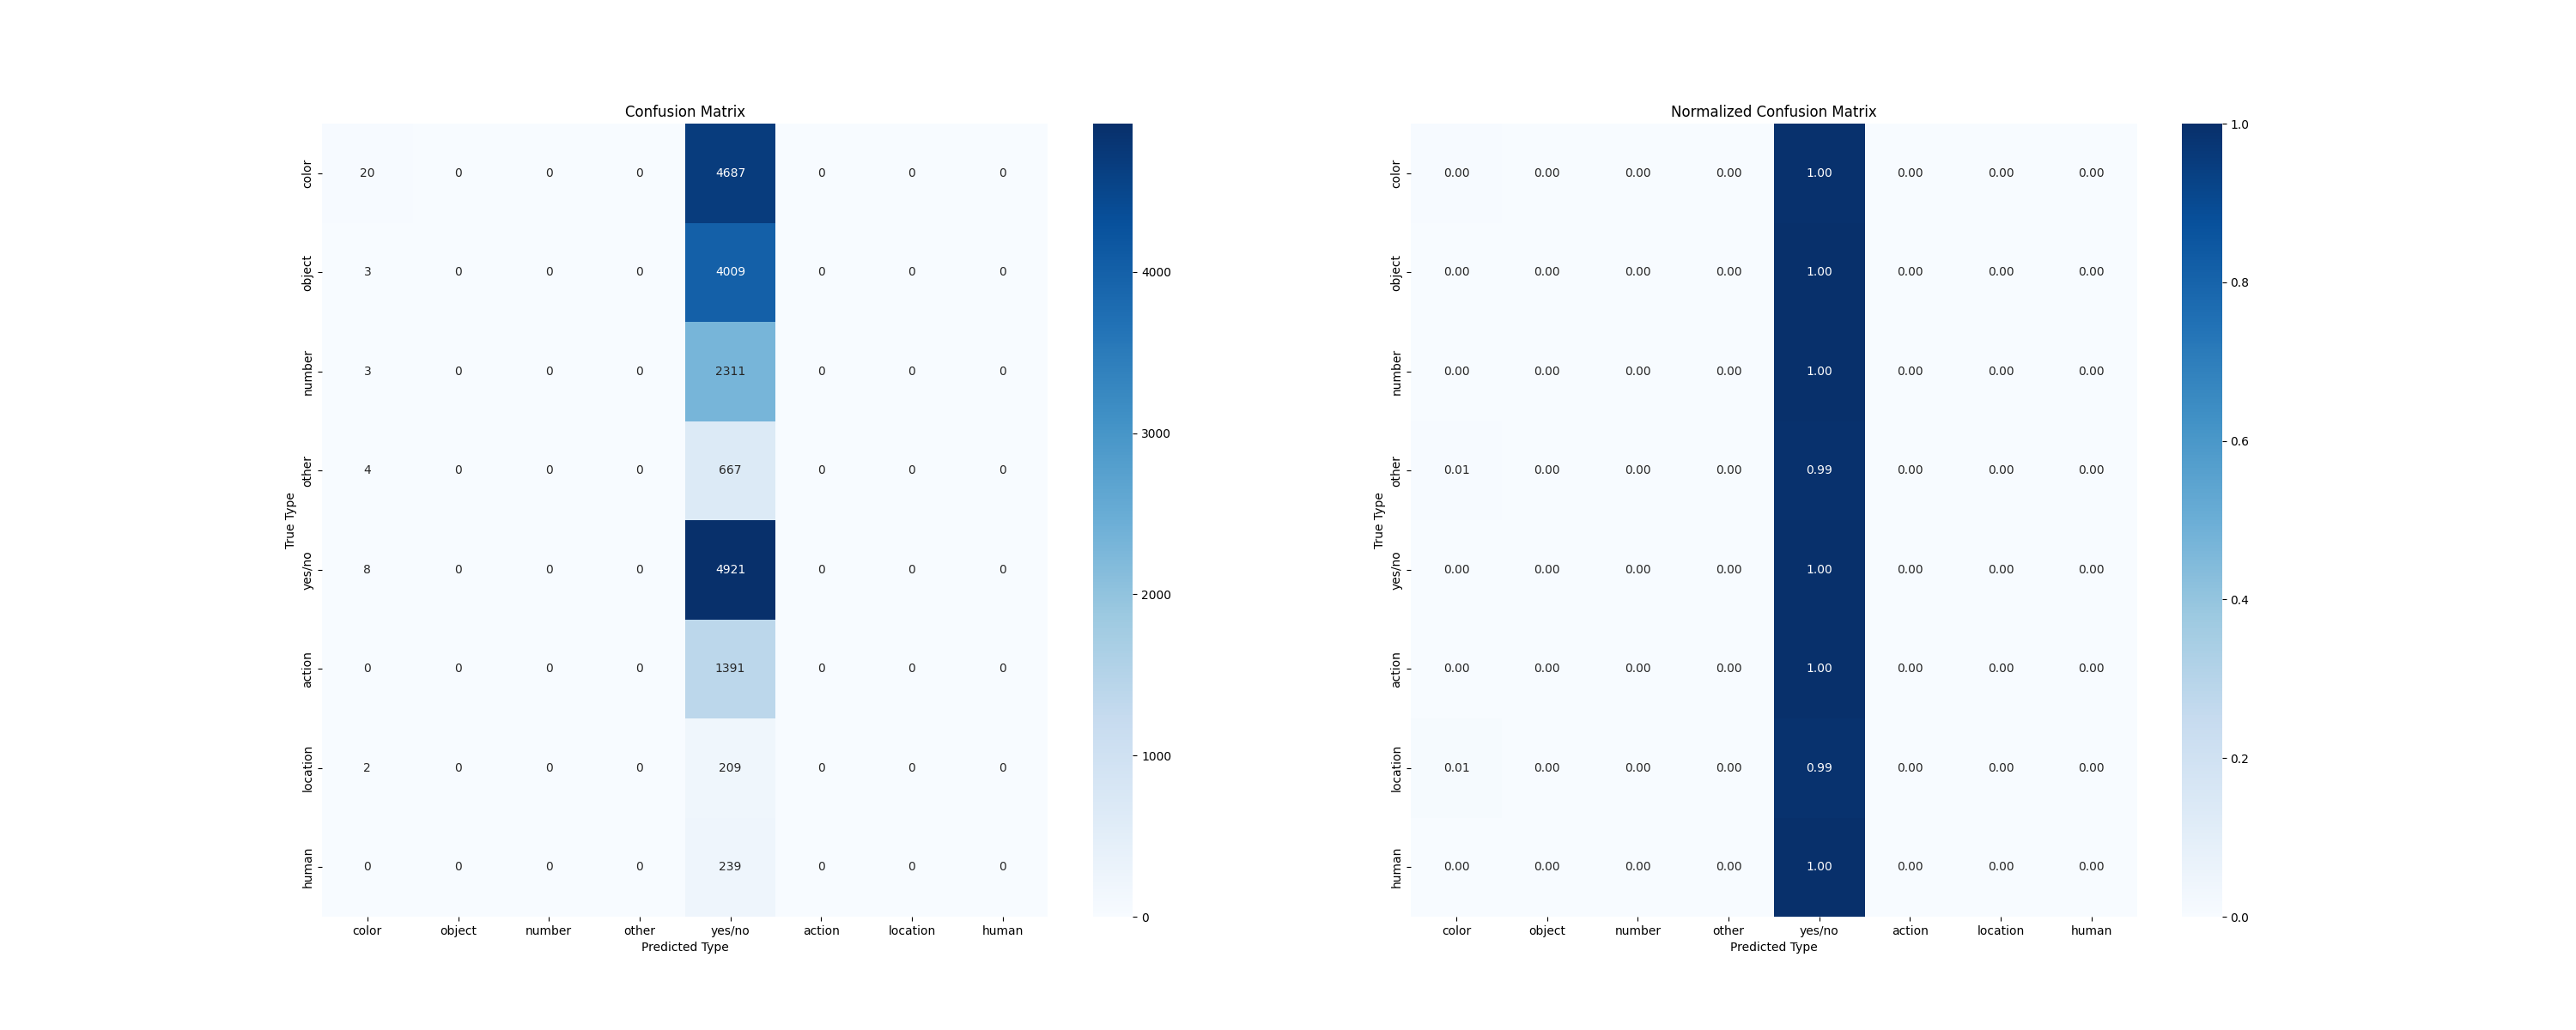 Confusion Matrix
color 20 0 0 0 4687 0 0 0
object 3 0 0 0 4009 0 0 0
number 3 0 0 0 2311 0 0 0
other 4 0 0 0 667 0 0 0
yes/no 8 0 0 0 4921 0 0 0
action 0 0 0 0 1391 0 0 0
location 2 0 0 0 209 0 0 0
human 0 0 0 0 239 0 0 0
True Type
color object number other yes/no action location human
Predicted Type
4000
3000
2000
1000
0
Normalized Confusion Matrix
color 0.00 0.00 0.00 0.00 1.00 0.00 0.00 0.00
object 0.00 0.00 0.00 0.00 1.00 0.00 0.00 0.00
number 0.00 0.00 0.00 0.00 1.00 0.00 0.00 0.00
other 0.01 0.00 0.00 0.00 0.99 0.00 0.00 0.00
yes/no 0.00 0.00 0.00 0.00 1.00 0.00 0.00 0.00
action 0.00 0.00 0.00 0.00 1.00 0.00 0.00 0.00
location 0.01 0.00 0.00 0.00 0.99 0.00 0.00 0.00
human 0.00 0.00 0.00 0.00 1.00 0.00 0.00 0.00
True Type
color object number other yes/no action location human
Predicted Type
1.0
0.8
0.6
0.4
0.2
0.0